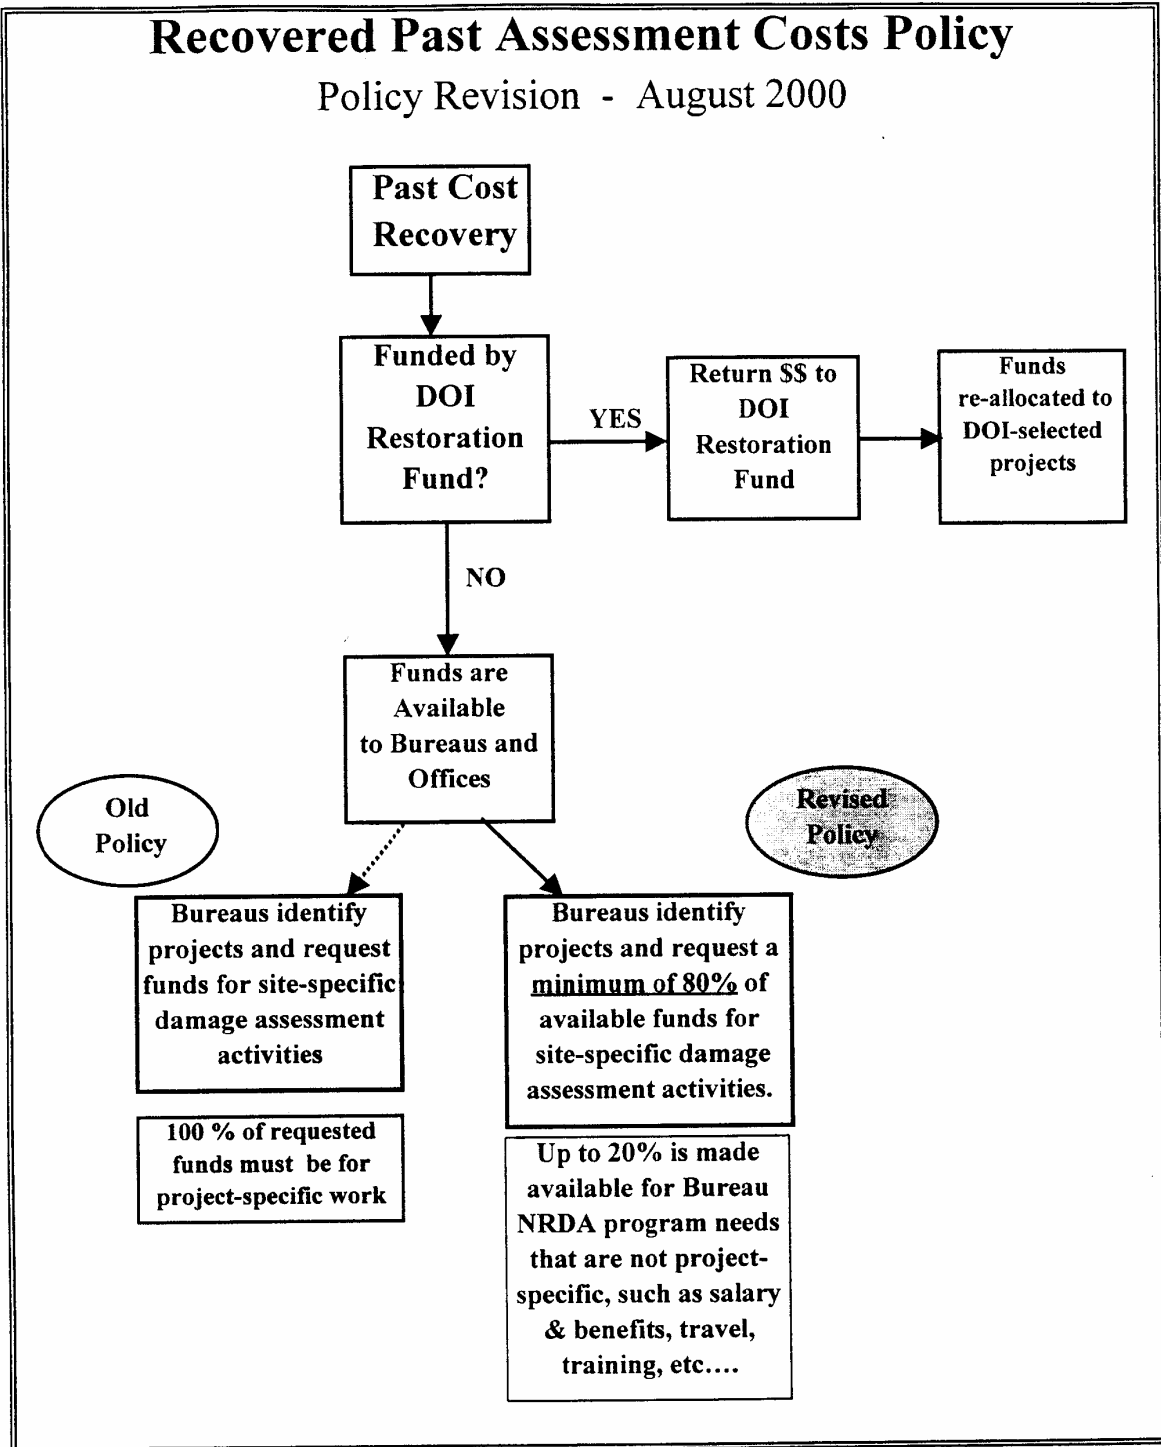 Recovered Past Assessment Costs Policy
Policy Revision - August 2000
Past Cost
Recovery
Funded by
DOI
Restoration
Fund?
YES
Return $$ to
DOI
Restoration
Fund
Funds
re-allocated to
DOI-selected
projects
NO
Funds are
Available
to Bureaus and
Offices
Old
Policy
Revised
Policy
Bureaus identify
projects and request
funds for site-specific
damage assessment
activities
100 % of requested
funds must be for
project-specific work
Bureaus identify
projects and request a
minimum of 80% of
available funds for
site-specific damage
assessment activities.
Up to 20% is made
available for Bureau
NRDA program needs
that are not project-
specific, such as salary
& benefits, travel,
training, etc....